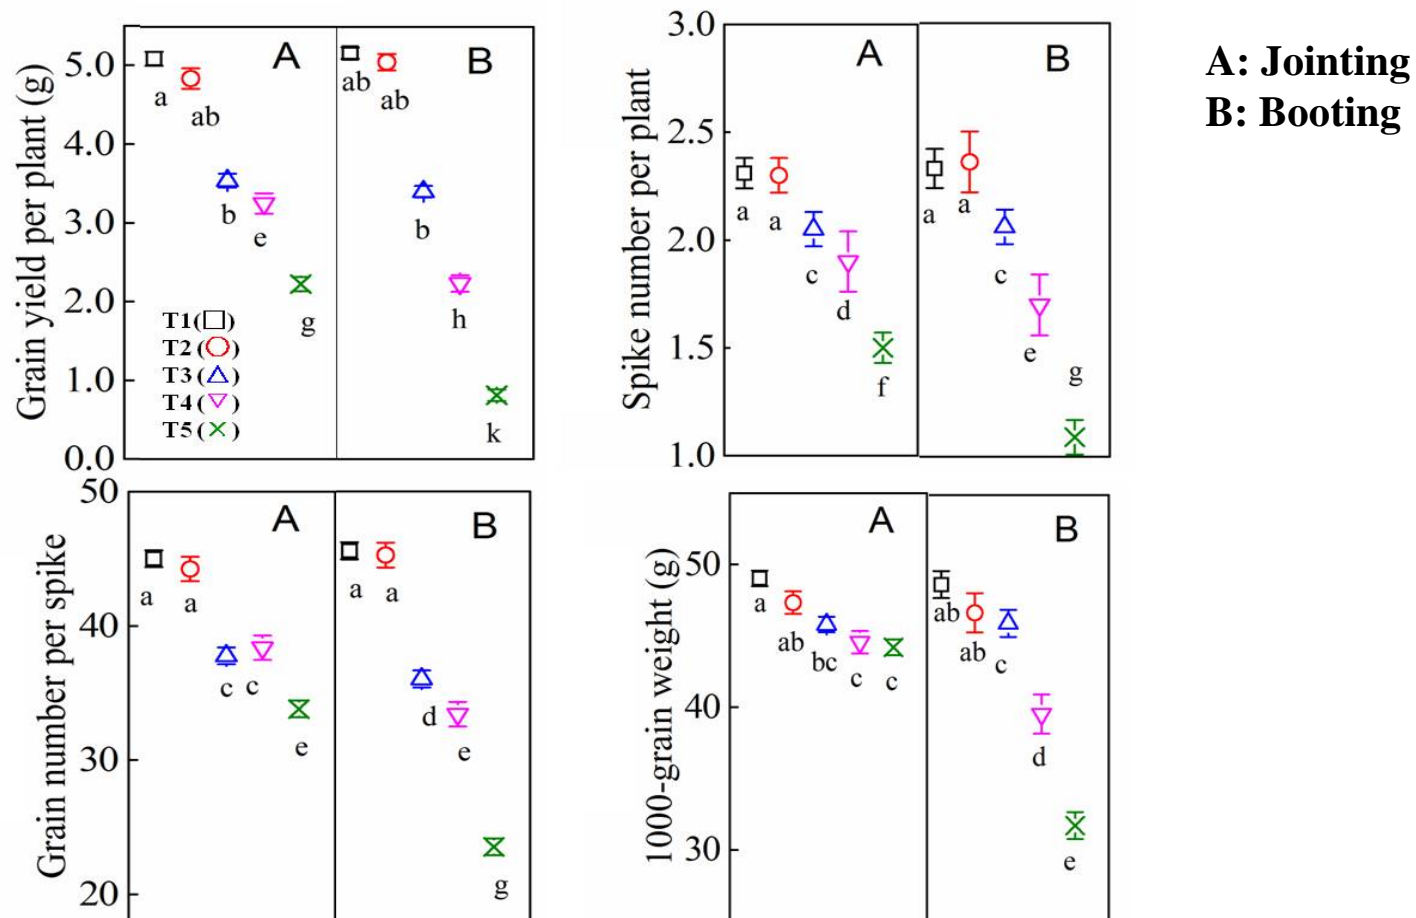 A: Jointing
B: Booting
Grain yield per plant (g)
5.0
4.0
3.0
2.0
1.0
0.0
A
a
ab
b
e
g
T1(□)
T2(○)
T3(△)
T4(▽)
T5(×)
B
ab
ab
b
h
k
Spike number per plant
3.0
2.5
2.0
1.5
1.0
A
a
a
c
d
f
B
a
a
c
e
g
Grain number per spike
50
40
30
20
A
a
a
c c
e
B
a
a
d
e
g
1000-grain weight (g)
50
40
30
A
a
ab
bc
c
c
B
ab
ab
c
d
e